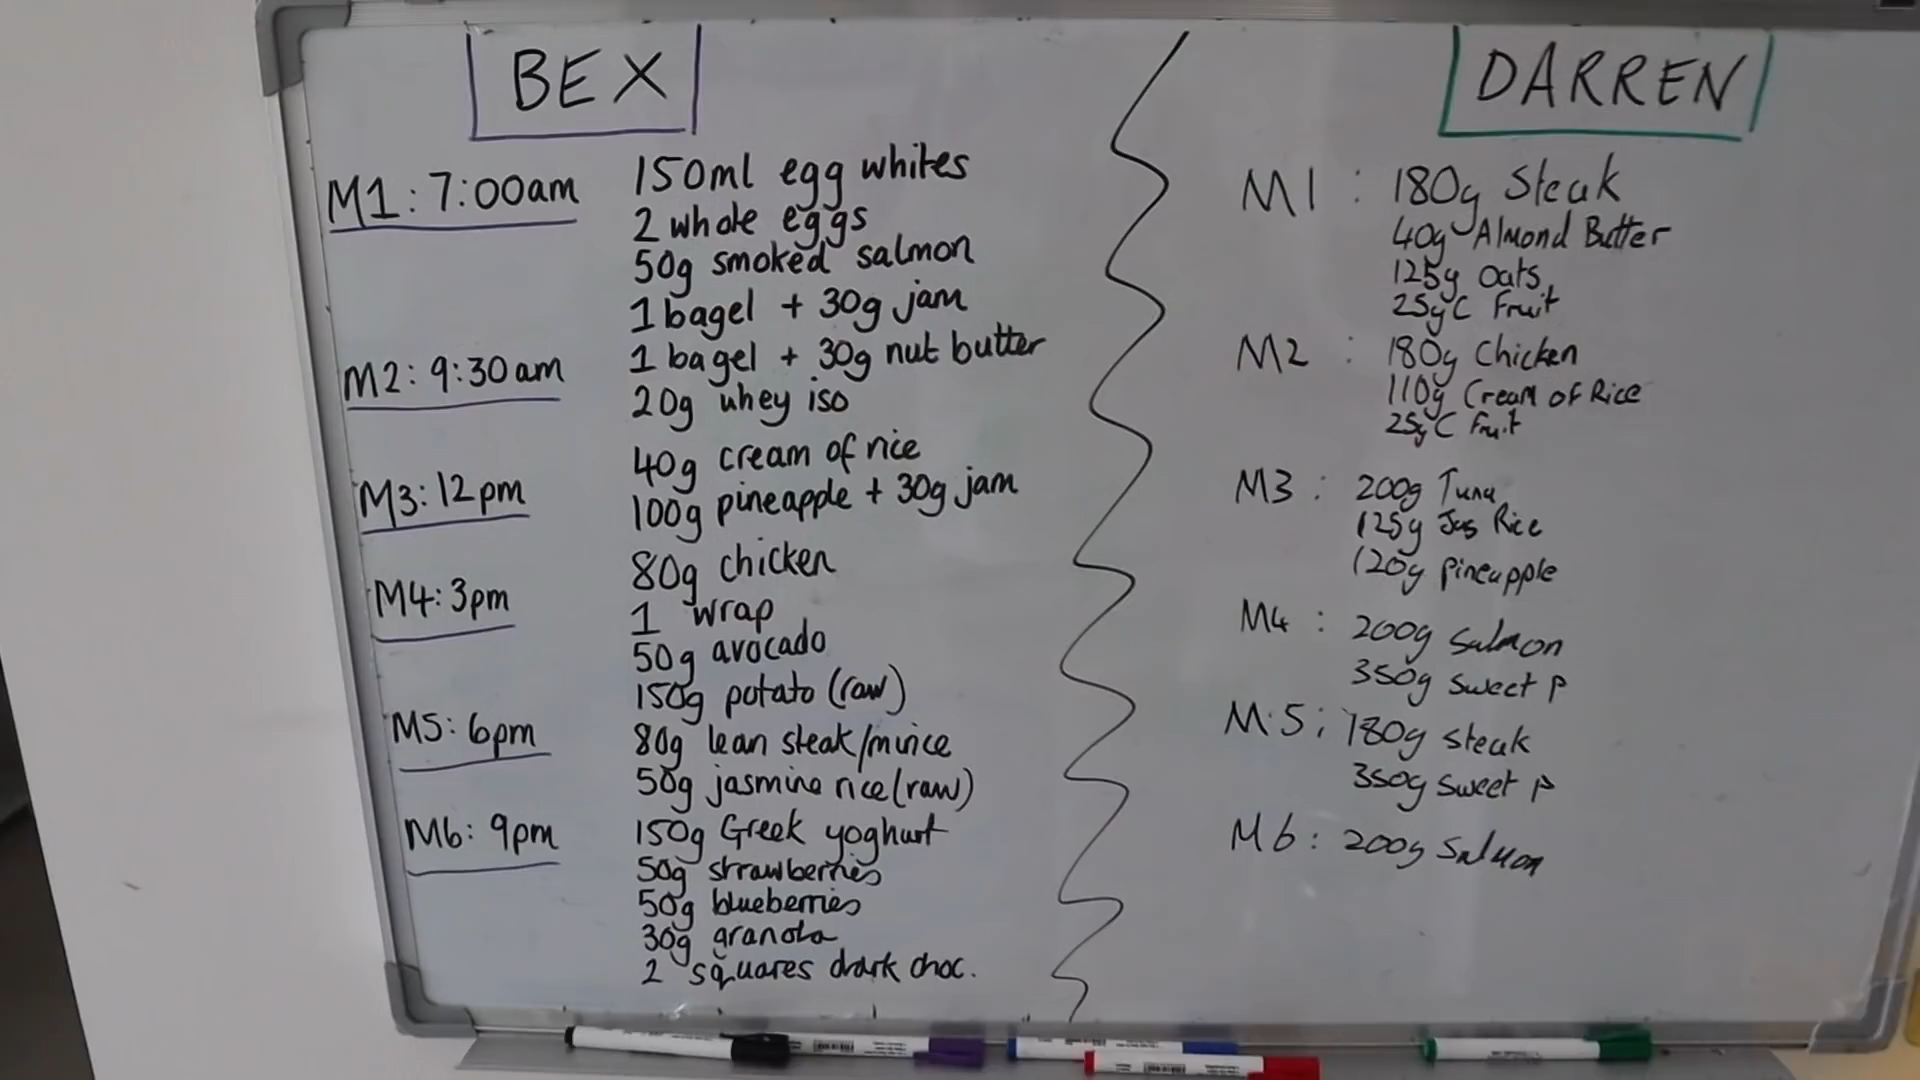 BEX
M1: 7:00am
150ml egg whites
2 whole eggs
50g smoked salmon
1 bagel + 30g jam
M2: 9:30am
1 bagel + 30g nut butter
20g whey iso
M3: 12pm
40g cream of rice
100g pineapple + 30g jam
M4: 3pm
80g chicken
1 wrap
50g avocado
M5: 6pm
150g potato (raw)
80g lean steak/mince
50g jasmine rice (raw)
M6: 9pm
150g Greek yoghurt
50g strawberries
50g blueberries
30g granola
2 squares dark choc.
DARREN
M1 : 180g Steak
40g Almond Butter
125g Oats
25g C Fruit
M2 : 180g Chicken
110g Cream of Rice
25g C Fruit
M3 : 200g Tuna
125g Jas Rice
120g pineapple
M4 : 200g Salmon
350g Sweet P
M5 : 180g Steak
350g Sweet P
M6 : 200g Salmon